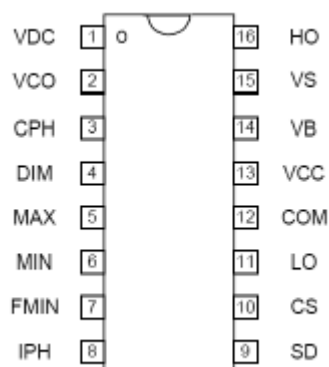 VDC 1 o 16 HO
VCO 2 15 VS
CPH 3 14 VB
DIM 4 13 VCC
MAX 5 12 COM
MIN 6 11 LO
FMIN 7 10 CS
IPH 8 9 SD